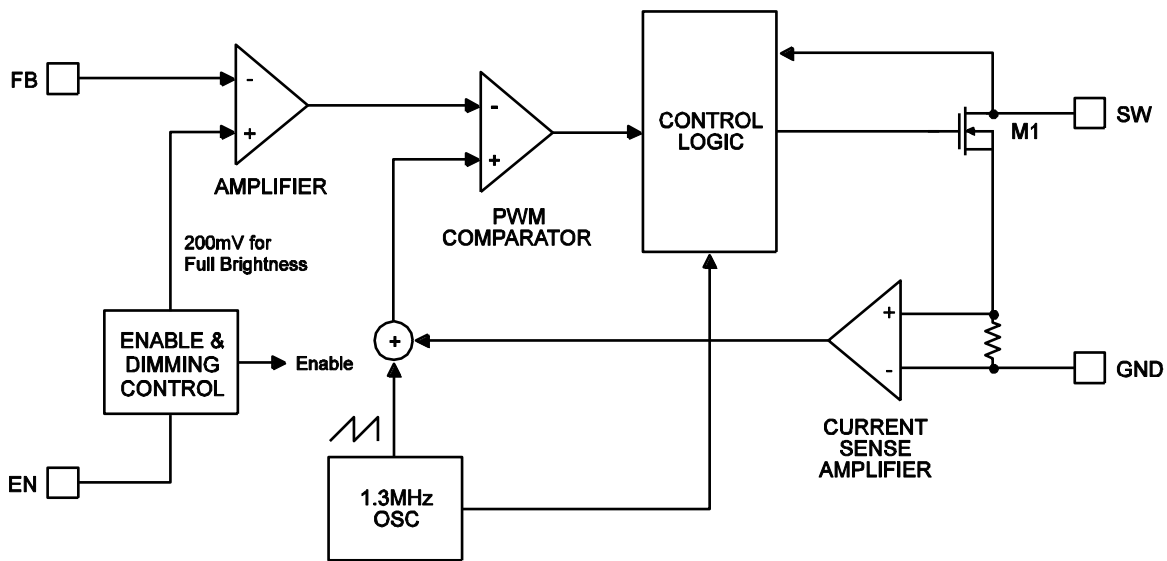 FB
-
+
AMPLIFIER
-
+
PWM
COMPARATOR
CONTROL
LOGIC
M1
SW
200mV for
Full Brightness
ENABLE &
DIMMING
CONTROL
Enable
+
+
-
GND
CURRENT
SENSE
AMPLIFIER
EN
1.3MHz
OSC